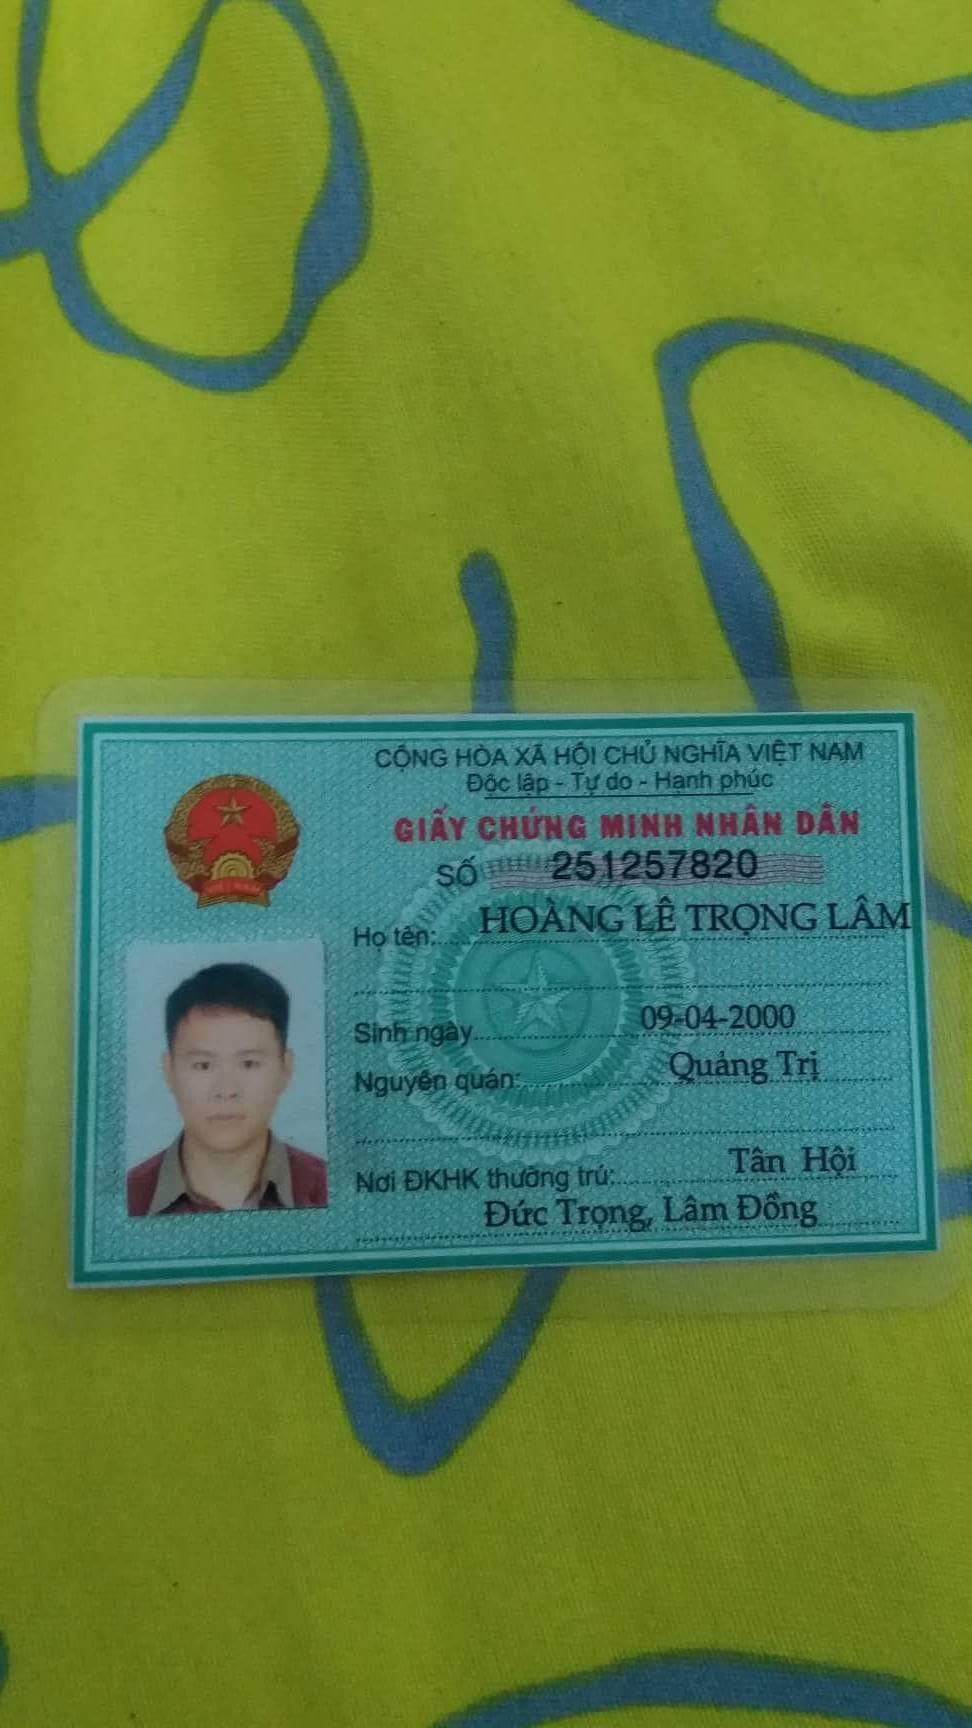 CỘNG HÒA XÃ HỘI CHỦ NGHĨA VIỆT NAM
Độc lập - Tự do - Hạnh phúc
GIẤY CHỨNG MINH NHÂN DÂN
SỐ 251257820
Họ tên: HOÀNG LÊ TRỌNG LÂM
Sinh ngày 09-04-2000
Nguyên quán: Quảng Trị
Nơi ĐKHK thường trú: Tân Hội
Đức Trọng, Lâm Đồng
VIỆT NAM